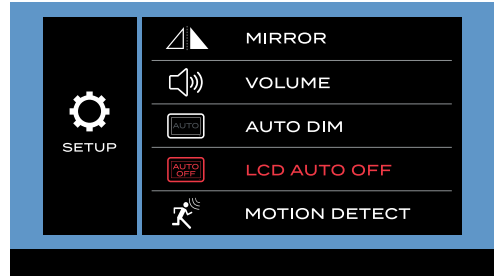 MIRROR
VOLUME
AUTO
AUTO DIM
SETUP
AUTO
OFF
LCD AUTO OFF
MOTION DETECT